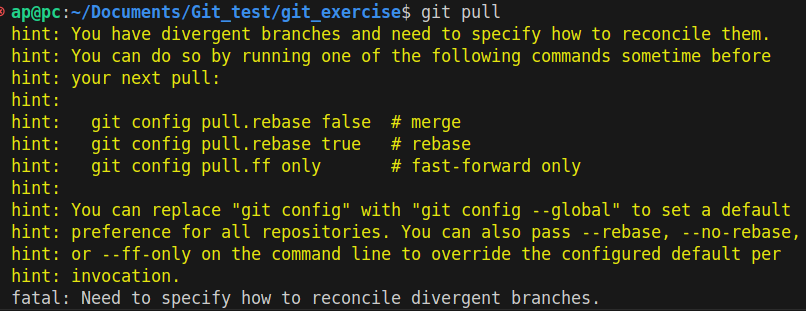 ap@pc:~/Documents/Git_test/git_exercise$ git pull
hint: You have divergent branches and need to specify how to reconcile them.
hint: You can do so by running one of the following commands sometime before
hint: your next pull:
hint:
hint:   git config pull.rebase false  # merge
hint:   git config pull.rebase true   # rebase
hint:   git config pull.ff only       # fast-forward only
hint:
hint: You can replace "git config" with "git config --global" to set a default
hint: preference for all repositories. You can also pass --rebase, --no-rebase,
hint: or --ff-only on the command line to override the configured default per
hint: invocation.
fatal: Need to specify how to reconcile divergent branches.